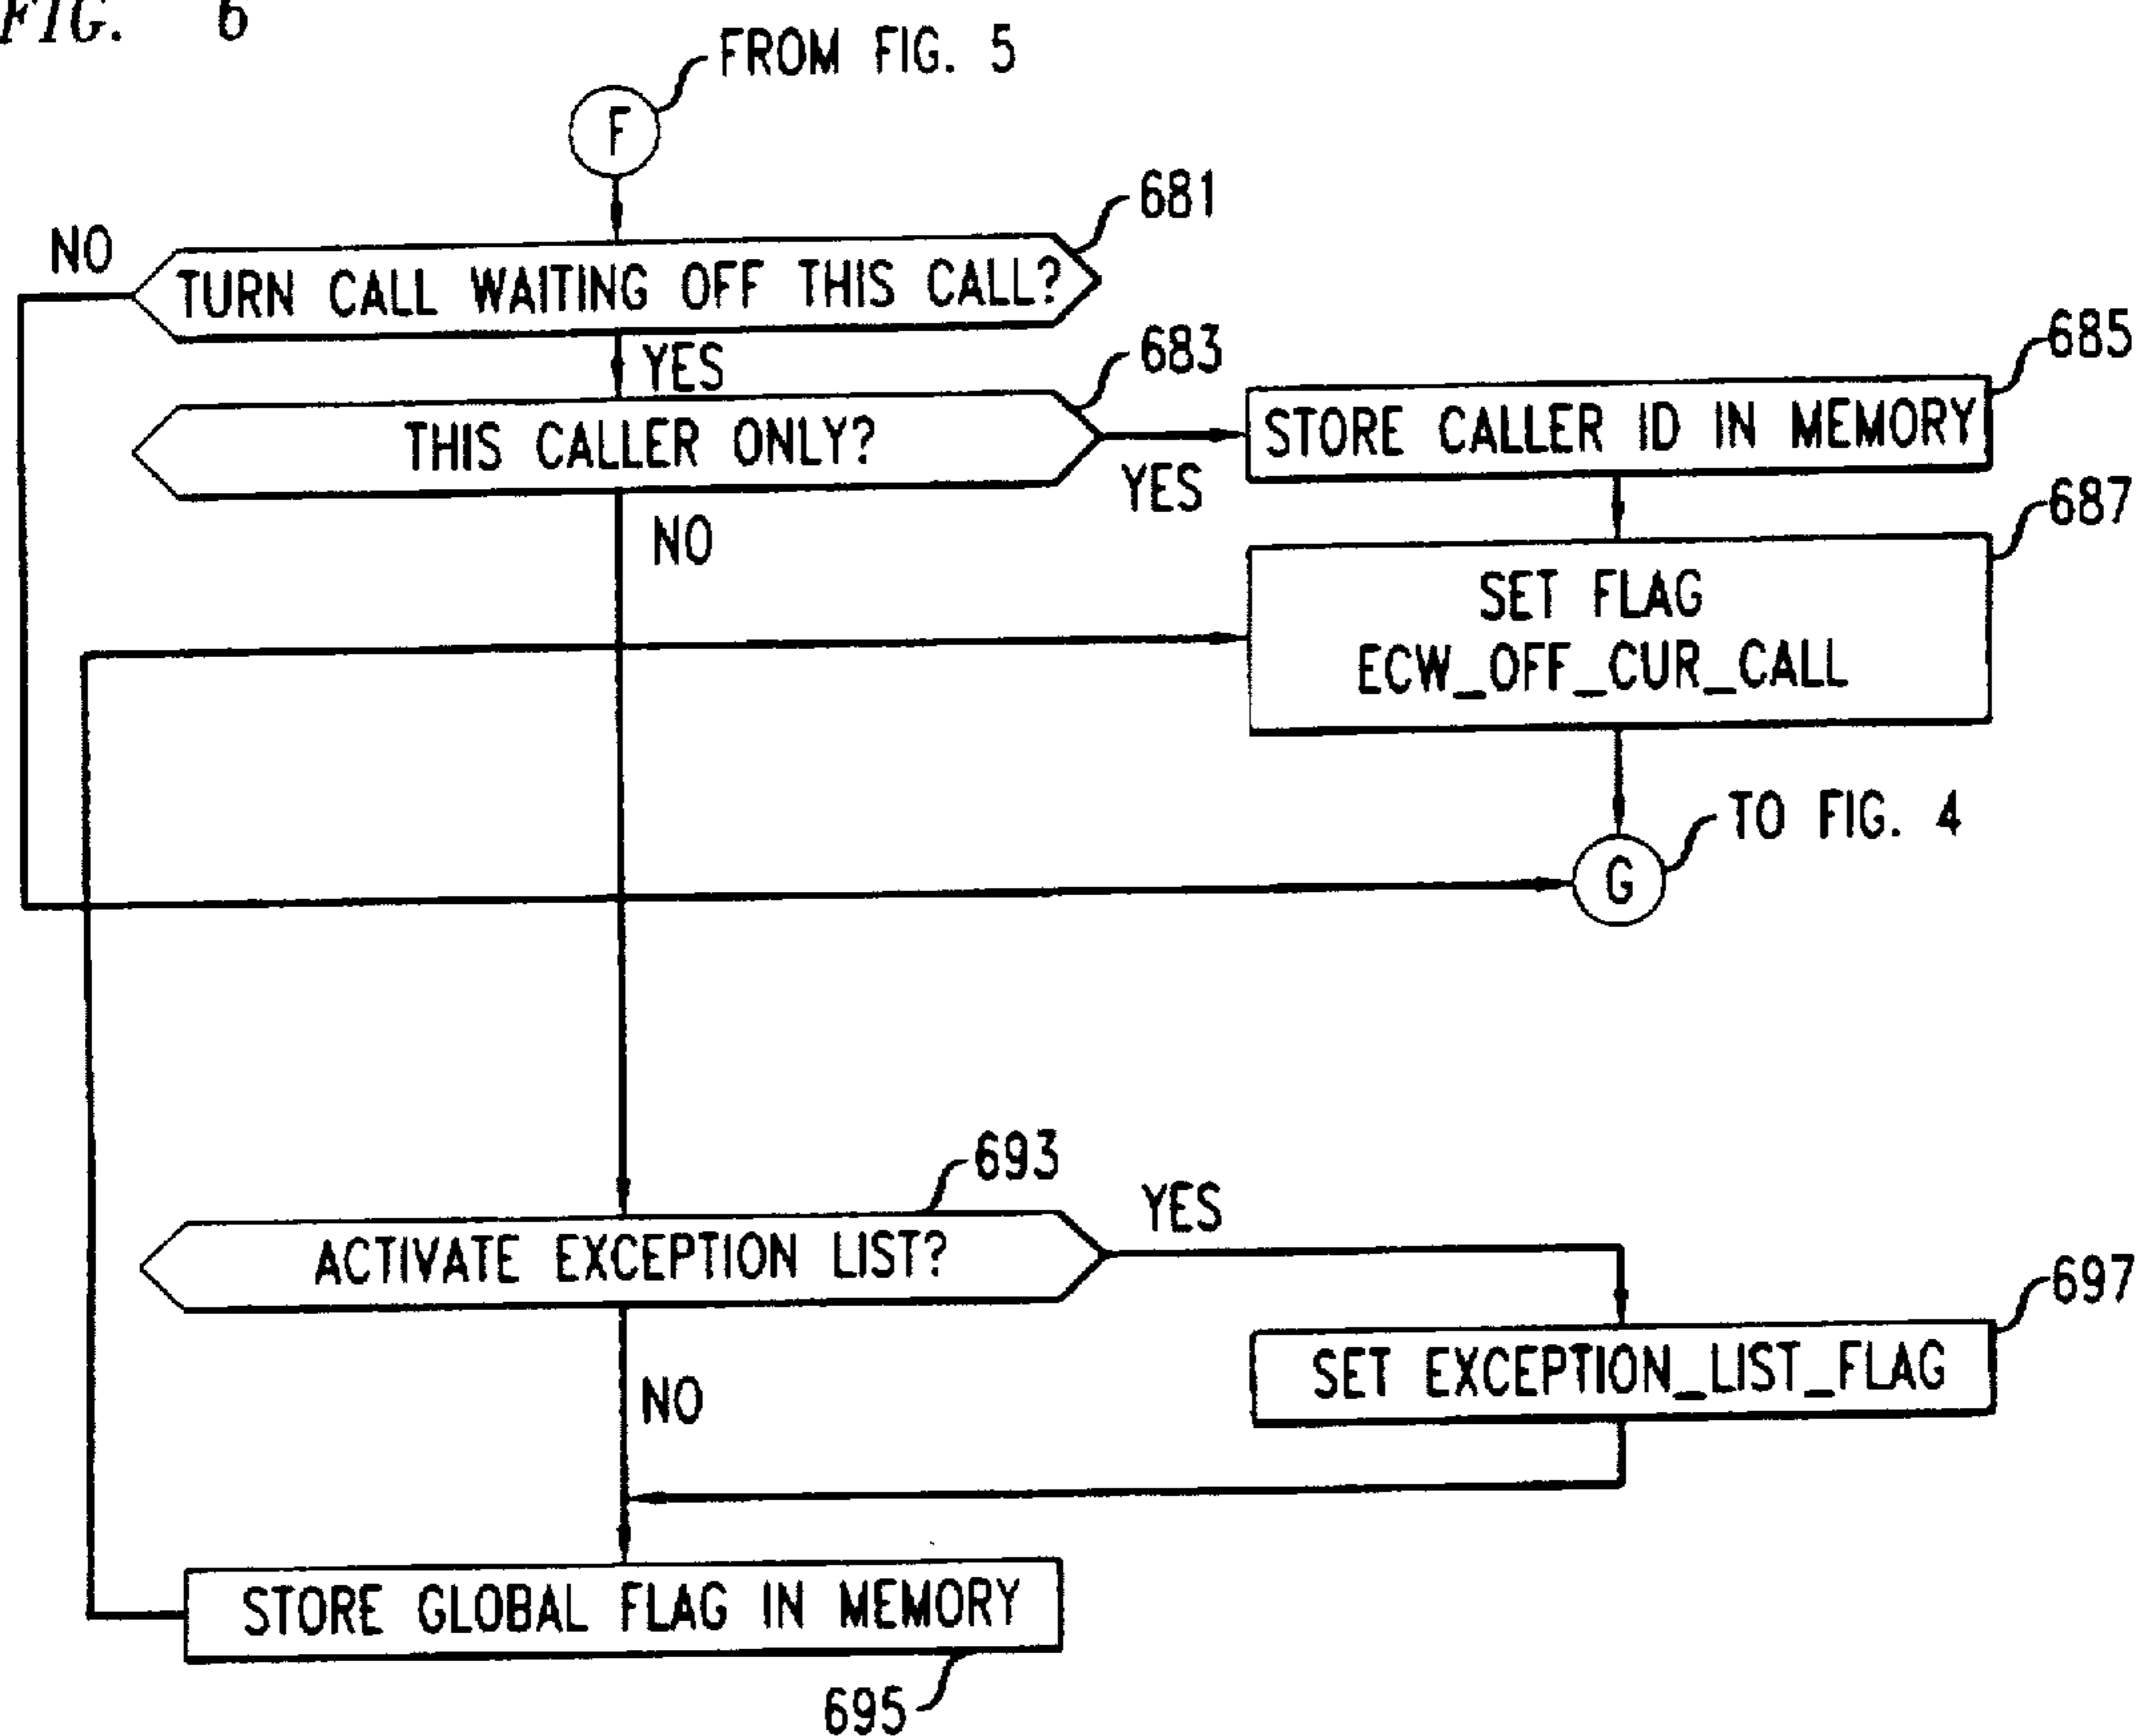 FIG. 6
FROM FIG. 5
F
681
NO
TURN CALL WAITING OFF THIS CALL?
YES
683
THIS CALLER ONLY?
YES
NO
685
STORE CALLER ID IN MEMORY
687
SET FLAG
ECW_OFF_CUR_CALL
TO FIG. 4
G
693
ACTIVATE EXCEPTION LIST?
YES
697
SET EXCEPTION_LIST_FLAG
NO
STORE GLOBAL FLAG IN MEMORY
695